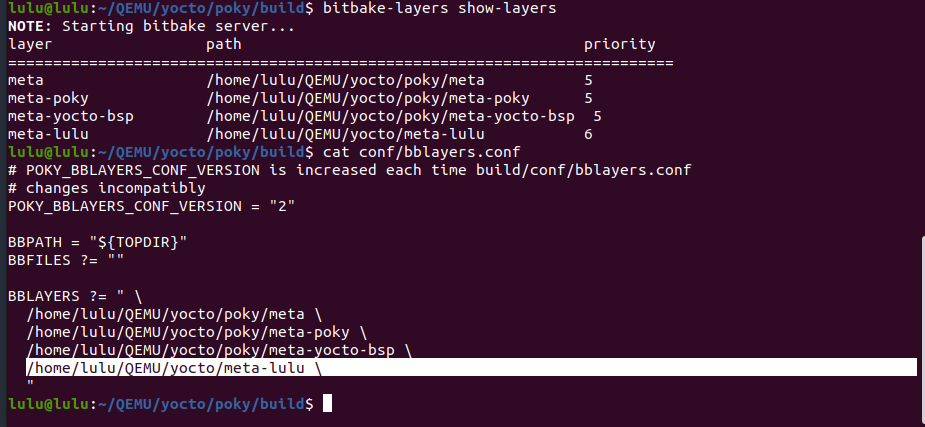 lulu@lulu:~/QEMU/yocto/poky/build$ bitbake-layers show-layers
NOTE: Starting bitbake server...
layer                 path                                      priority
==========================================================================
meta                  /home/lulu/QEMU/yocto/poky/meta           5
meta-poky             /home/lulu/QEMU/yocto/poky/meta-poky      5
meta-yocto-bsp        /home/lulu/QEMU/yocto/poky/meta-yocto-bsp  5
meta-lulu             /home/lulu/QEMU/yocto/meta-lulu           6
lulu@lulu:~/QEMU/yocto/poky/build$ cat conf/bblayers.conf
# POKY_BBLAYERS_CONF_VERSION is increased each time build/conf/bblayers.conf
# changes incompatibly
POKY_BBLAYERS_CONF_VERSION = "2"

BBPATH = "${TOPDIR}"
BBFILES ?= ""

BBLAYERS ?= " \
  /home/lulu/QEMU/yocto/poky/meta \
  /home/lulu/QEMU/yocto/poky/meta-poky \
  /home/lulu/QEMU/yocto/poky/meta-yocto-bsp \
  /home/lulu/QEMU/yocto/meta-lulu \
  "
lulu@lulu:~/QEMU/yocto/poky/build$